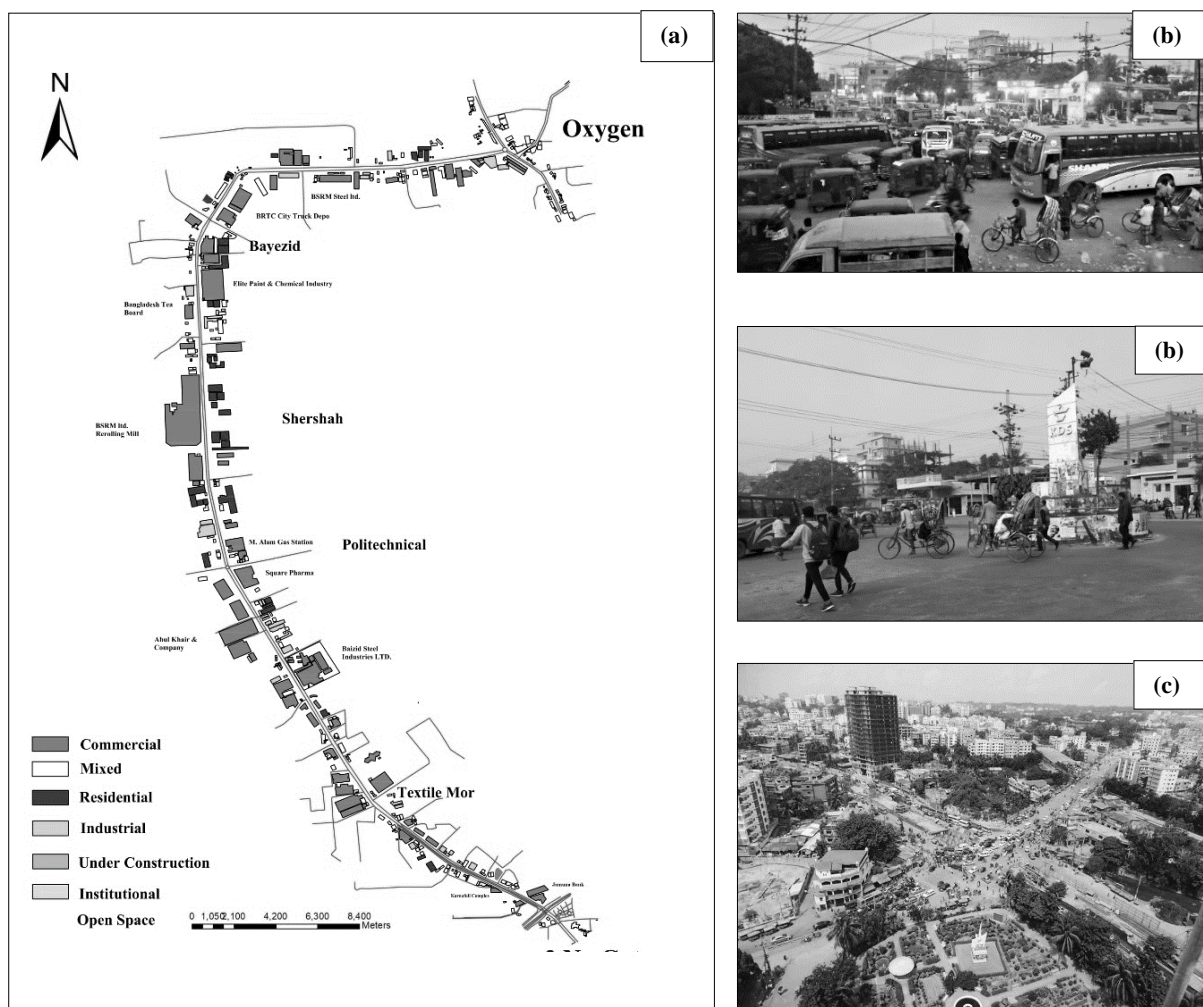 (a)
N
Oxygen
BSRM Steel ltd.
BRTC City Truck Depo
Bayezid
Elite Paint & Chemical Industry
Bangladesh Tea
Board
Shershah
BSRM ltd.
Rerolling Mill
M. Alam Gas Station
Politechnical
Square Pharma
Abul Khair &
Company
Baizid Steel
Industries LTD.
Textile Mor
Karnafuli Complex
Jomuna Bank
Commercial
Mixed
Residential
Industrial
Under Construction
Institutional
Open Space
0 1,050 2,100 4,200 6,300 8,400
Meters
(b)
(b)
KDS
(c)